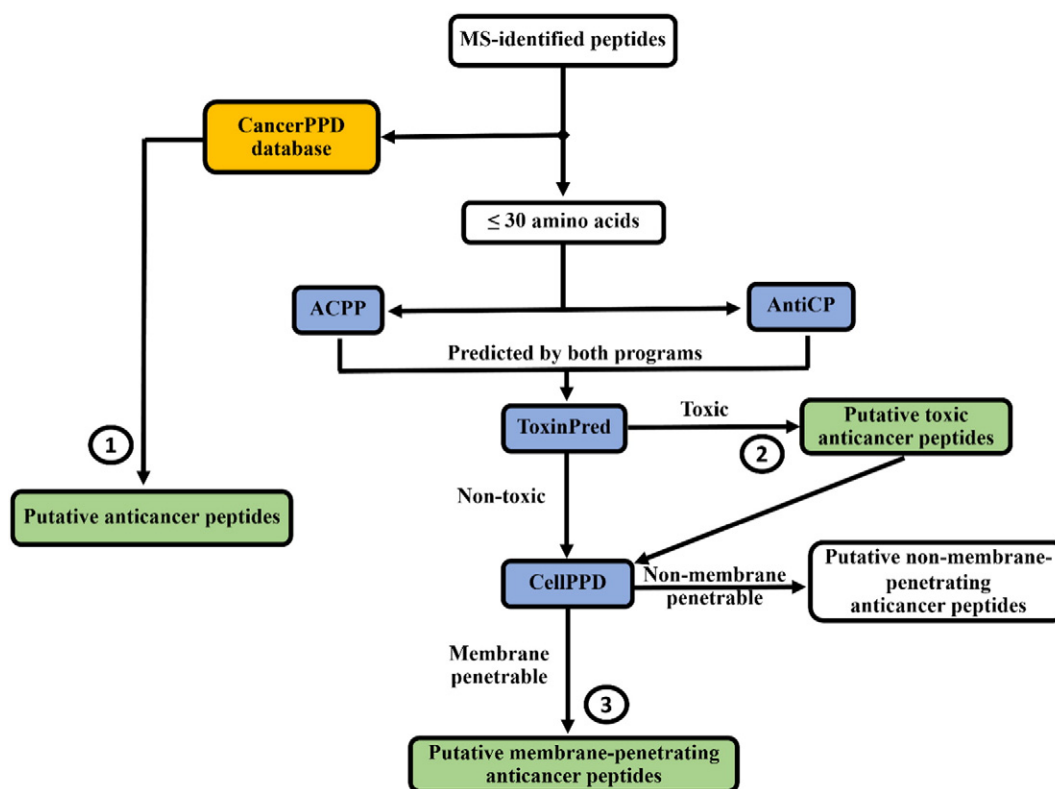 MS-identified peptides
CancerPPD
database
≤ 30 amino acids
ACPP
AntiCP
Predicted by both programs
ToxinPred
Toxic
Putative toxic
anticancer peptides
1
2
Non-toxic
Putative anticancer peptides
CellPPD
Non-membrane
penetrable
Putative non-membrane-
penetrating
anticancer peptides
Membrane
penetrable
3
Putative membrane-penetrating
anticancer peptides